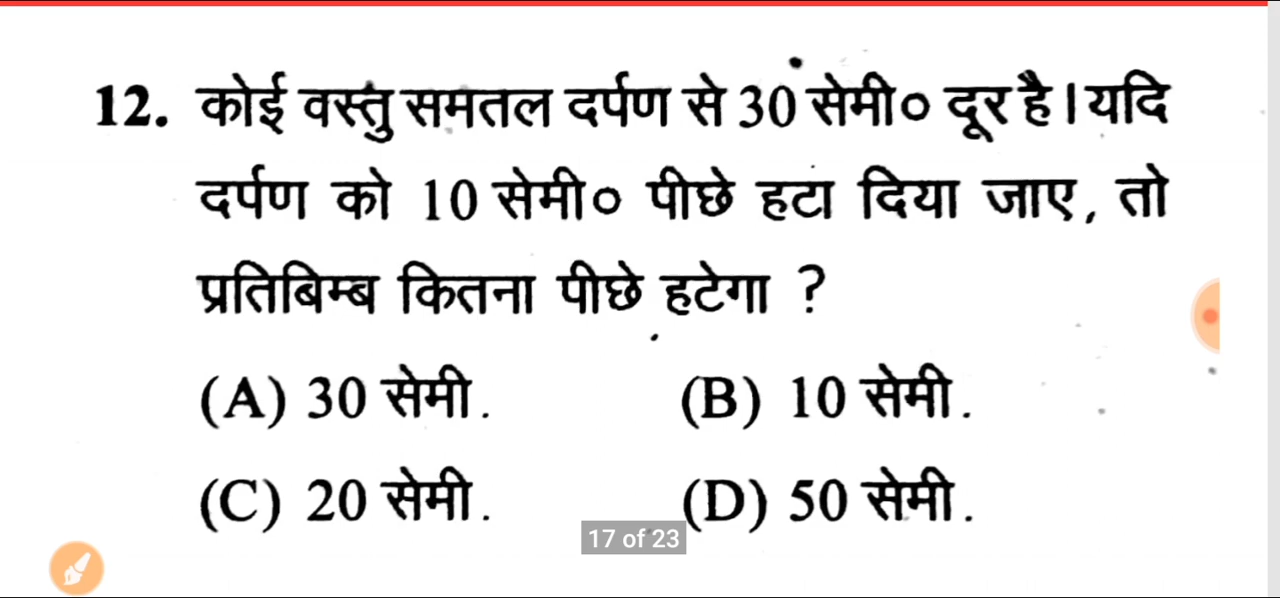 12. कोई वस्तु समतल दर्पण से 30 सेमी० दूर है। यदि
दर्पण को 10 सेमी० पीछे हटा दिया जाए, तो
प्रतिबिम्ब कितना पीछे हटेगा ?
(A) 30 सेमी. (B) 10 सेमी.
(C) 20 सेमी. (D) 50 सेमी.
17 of 23